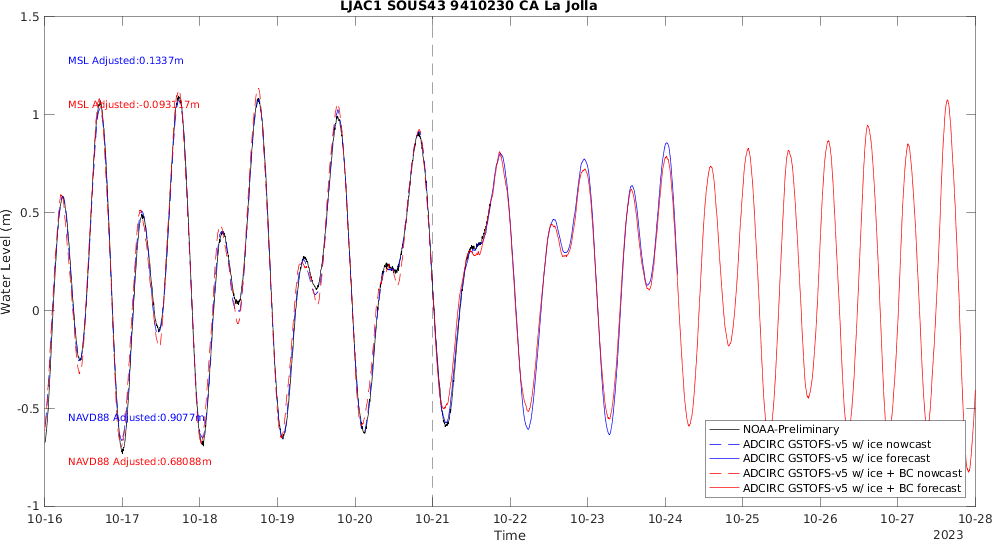 LJAC1 SOUS43 9410230 CA La Jolla
MSL Adjusted:0.1337m
MSL Adjusted:-0.093117m
NAVD88 Adjusted:0.9077m
NAVD88 Adjusted:0.68088m
Water Level (m)
1.5
1
0.5
0
-0.5
-1
10-16
10-17
10-18
10-19
10-20
10-21
10-22
10-23
10-24
10-25
10-26
10-27
10-28
Time
2023
NOAA-Preliminary
ADCIRC GSTOFS-v5 w/ ice nowcast
ADCIRC GSTOFS-v5 w/ ice forecast
ADCIRC GSTOFS-v5 w/ ice + BC nowcast
ADCIRC GSTOFS-v5 w/ ice + BC forecast